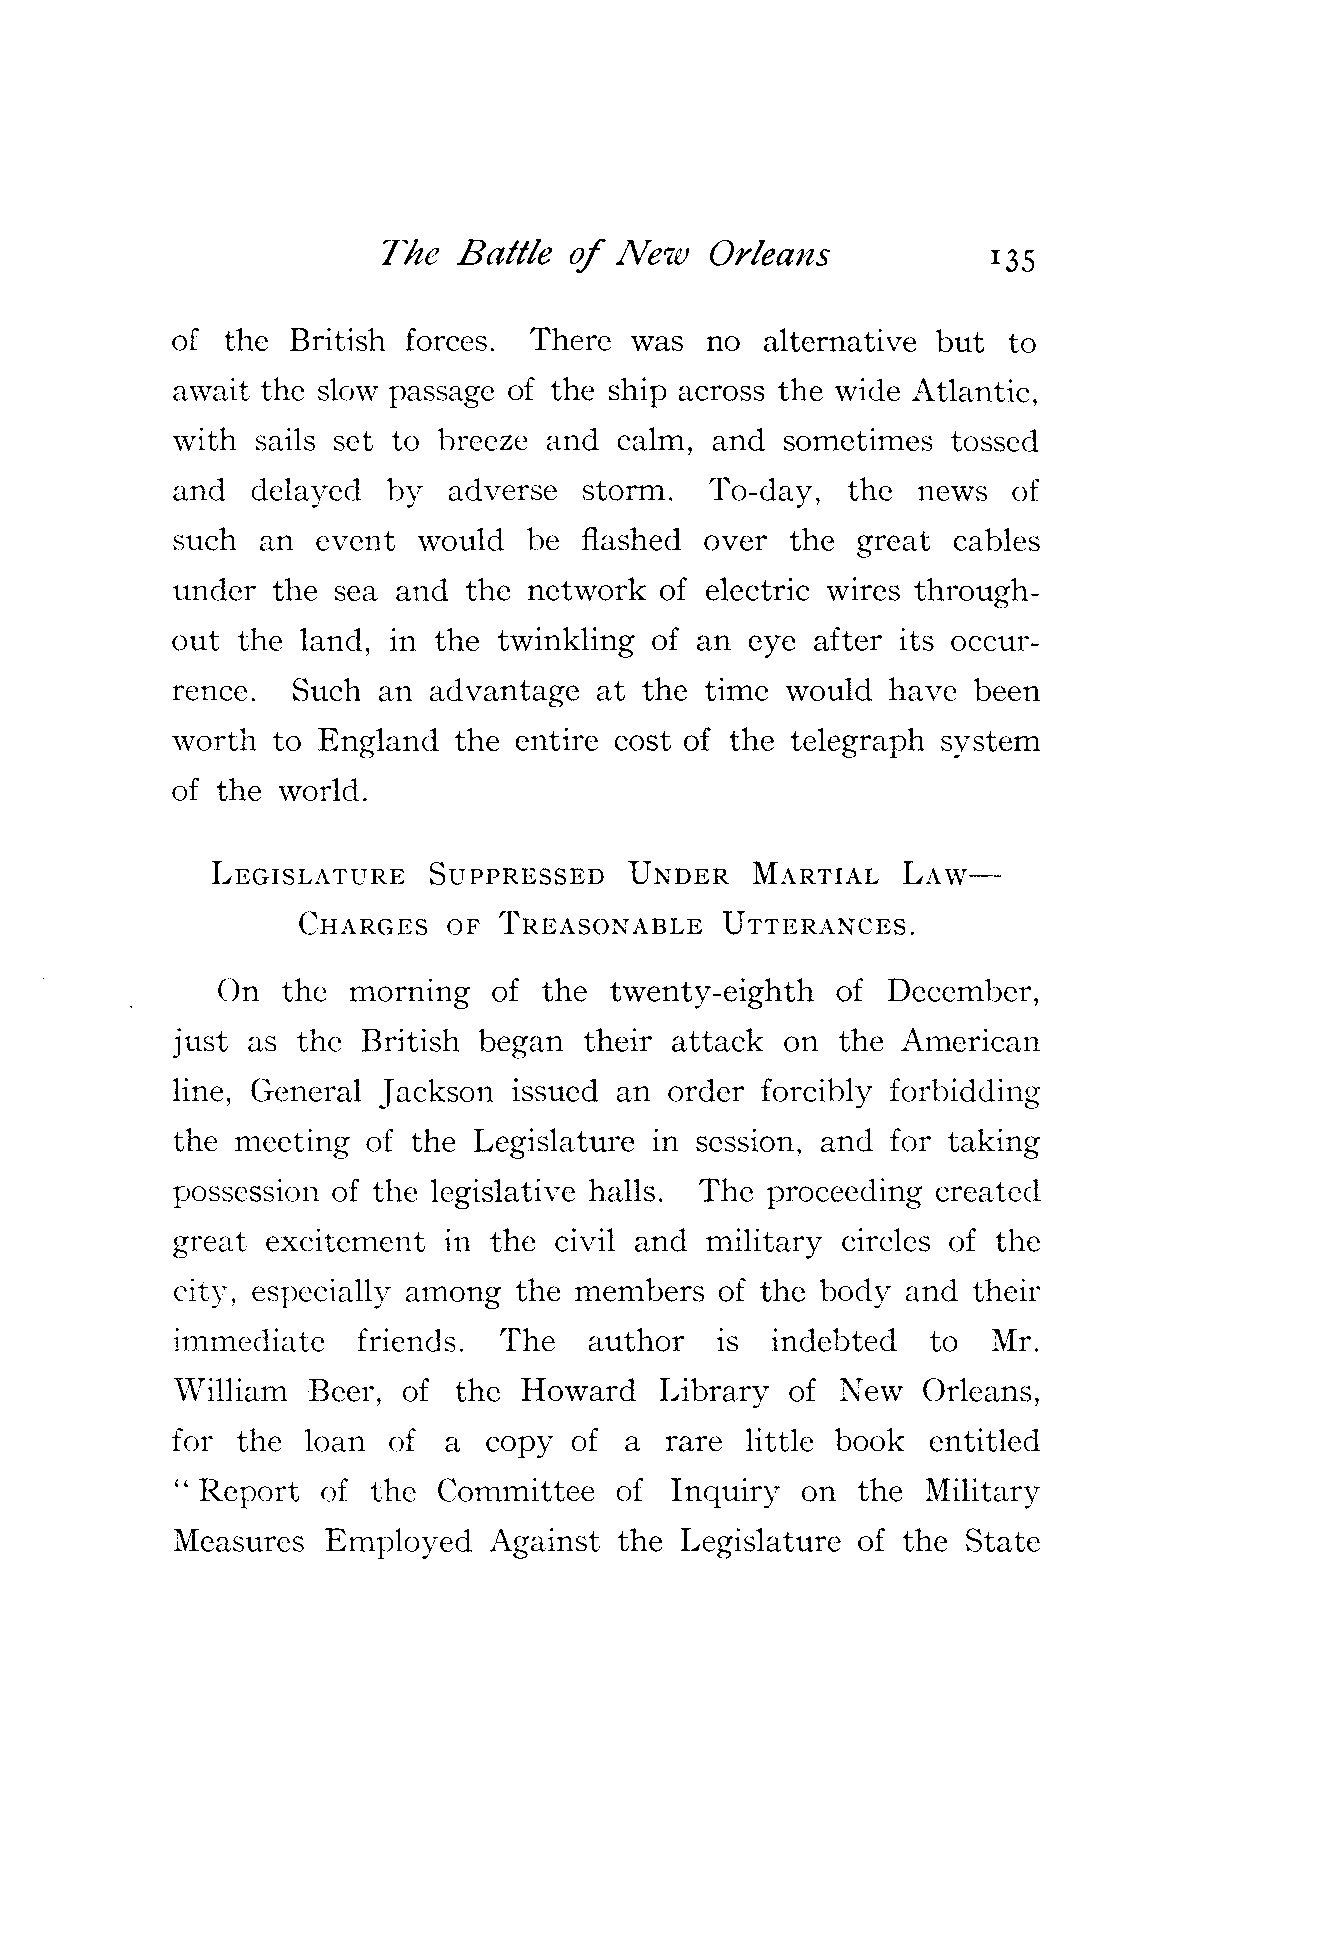 The Battle of New Orleans 135
of the British forces. There was no alternative but to
await the slow passage of the ship across the wide Atlantic,
with sails set to breeze and calm, and sometimes tossed
and delayed by adverse storm. To-day, the news of
such an event would be flashed over the great cables
under the sea and the network of electric wires through-
out the land, in the twinkling of an eye after its occur-
rence. Such an advantage at the time would have been
worth to England the entire cost of the telegraph system
of the world.
Legislature Suppressed Under Martial Law—
Charges of Treasonable Utterances.
On the morning of the twenty-eighth of December,
just as the British began their attack on the American
line, General Jackson issued an order forcibly forbidding
the meeting of the Legislature in session, and for taking
possession of the legislative halls. The proceeding created
great excitement in the civil and military circles of the
city, especially among the members of the body and their
immediate friends. The author is indebted to Mr.
William Beer, of the Howard Library of New Orleans,
for the loan of a copy of a rare little book entitled
“Report of the Committee of Inquiry on the Military
Measures Employed Against the Legislature of the State